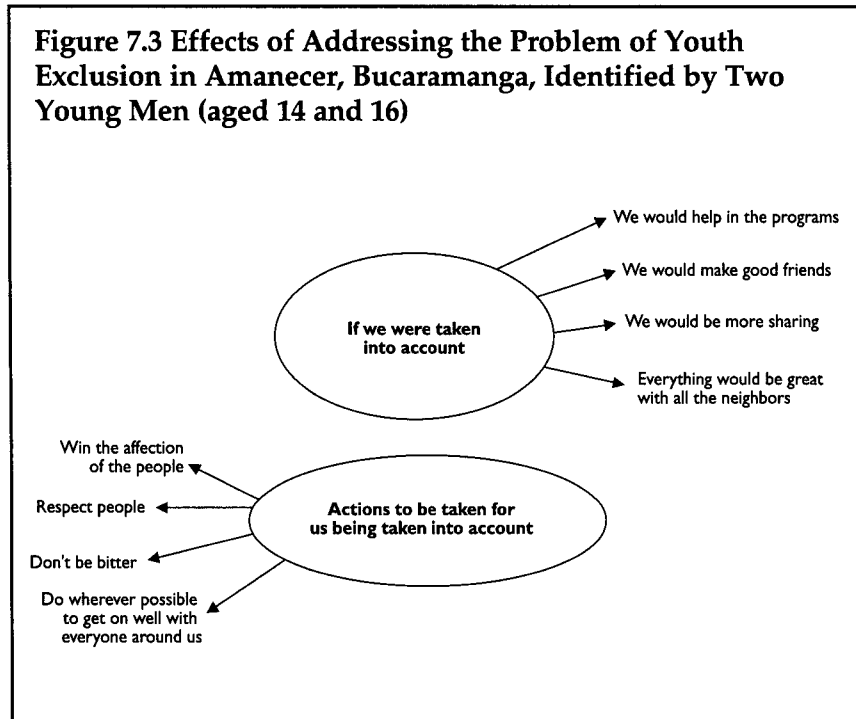 Figure 7.3 Effects of Addressing the Problem of Youth
Exclusion in Amanecer, Bucaramanga, Identified by Two
Young Men (aged 14 and 16)
We would help in the programs
We would make good friends
If we were taken
into account
We would be more sharing
Everything would be great
with all the neighbors
Win the affection
of the people
Respect people
Don't be bitter
Do wherever possible
to get on well with
everyone around us
Actions to be taken for
us being taken into account